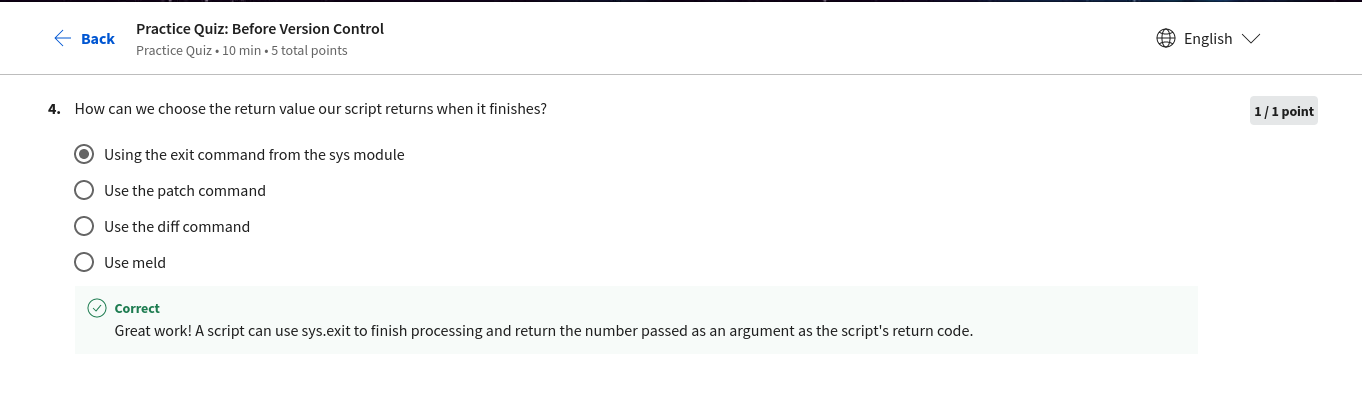 Back
Practice Quiz: Before Version Control
Practice Quiz • 10 min • 5 total points
English
4. How can we choose the return value our script returns when it finishes?
1 / 1 point
Using the exit command from the sys module
Use the patch command
Use the diff command
Use meld
Correct
Great work! A script can use sys.exit to finish processing and return the number passed as an argument as the script's return code.